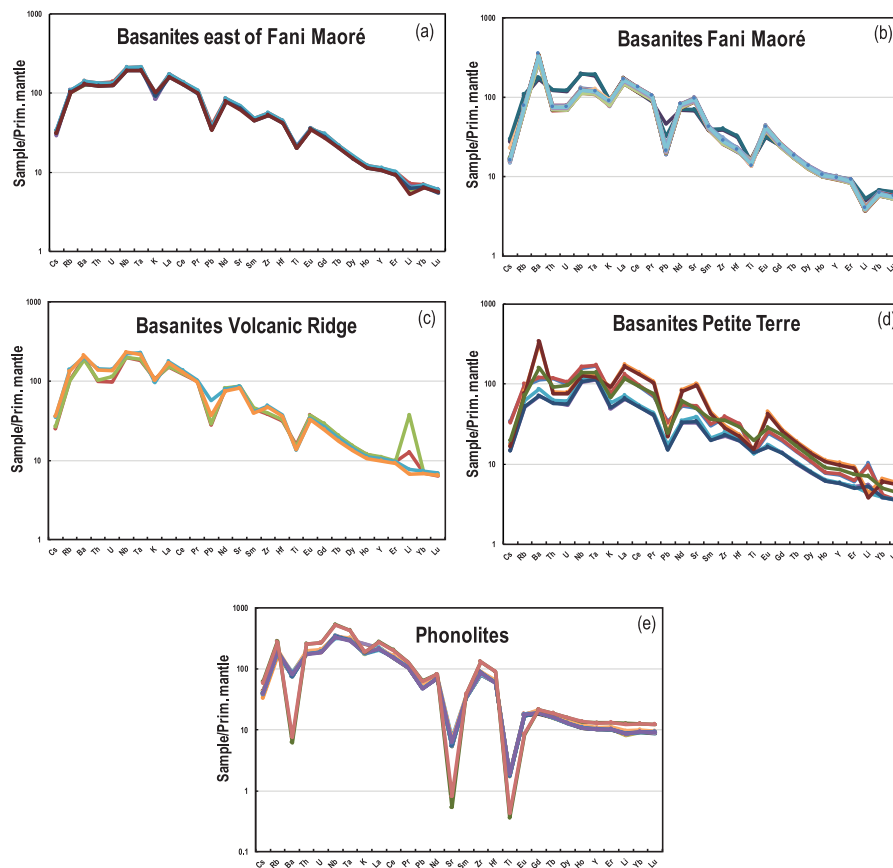 Basanites east of Fani Maoré
(a)
Sample/Prim. mantle
1000
100
10
1
Cs Rb Ba Th U Nb Ta K La Ce Pr Pb Nd Sr Sm Zr Hf Ti Eu Gd Tb Dy Ho Y Er Li Yb Lu
Basanites Fani Maoré
(b)
Sample/Prim. mantle
1000
100
10
1
Cs Rb Ba Th U Nb Ta K La Ce Pr Pb Nd Sr Sm Zr Hf Ti Eu Gd Tb Dy Ho Y Er Li Yb Lu
Basanites Volcanic Ridge
(c)
Sample/Prim. mantle
1000
100
10
1
Cs Rb Ba Th U Nb Ta K La Ce Pr Pb Nd Sr Sm Zr Hf Ti Eu Gd Tb Dy Ho Y Er Li Yb Lu
Basanites Petite Terre
(d)
Sample/Prim. mantle
1000
100
10
1
Cs Rb Ba Th U Nb Ta K La Ce Pr Pb Nd Sr Sm Zr Hf Ti Eu Gd Tb Dy Ho Y Er Li Yb
Phonolites
(e)
Sample/Prim. mantle
1000
100
10
1
0.1
Cs Rb Ba Th U Nb Ta K La Ce Pr Pb Nd Sr Sm Zr Hf Ti Eu Gd Tb Dy Ho Y Er Li Yb Lu